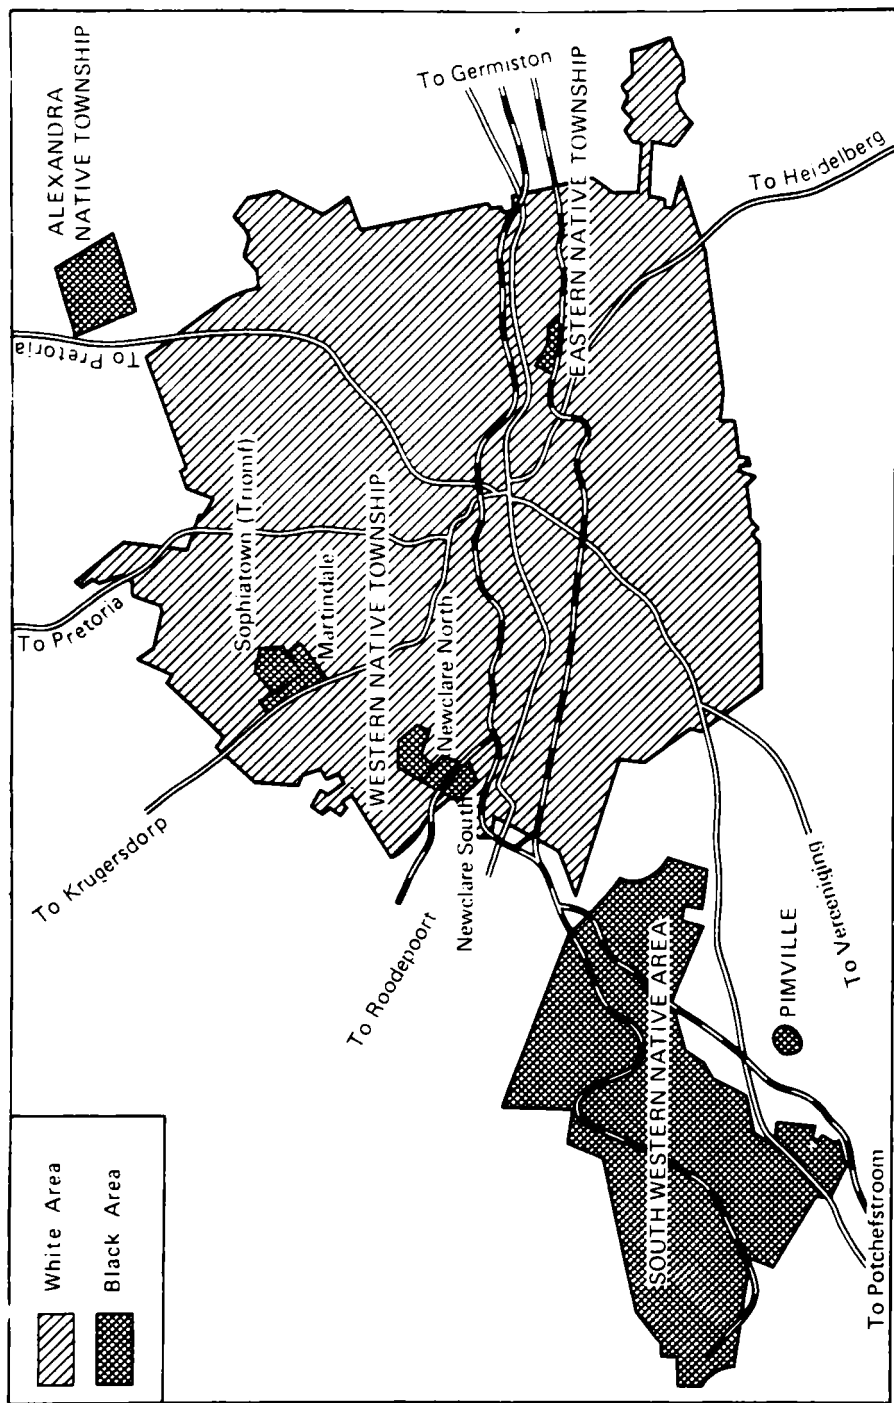 White Area
Black Area
ALEXANDRA
NATIVE TOWNSHIP
To Pretoria
To Pretoria
To Germiston
Sophiatown (Triomf)
Martindale
To Krugersdorp
WESTERN NATIVE TOWNSHIP
Newclare North
Newclare South
To Roodepoort
EASTERN NATIVE TOWNSHIP
To Heidelberg
SOUTH WESTERN NATIVE AREA
PIMVILLE
To Vereeniging
To Potchefstroom